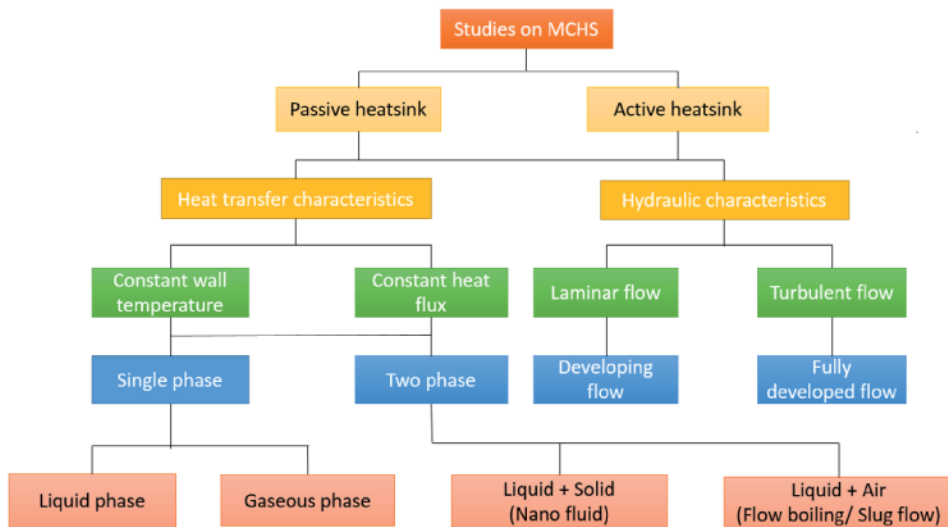 Studies on MCHS
Passive heatsink
Active heatsink
Heat transfer characteristics
Hydraulic characteristics
Constant wall
temperature
Constant heat
flux
Laminar flow
Turbulent flow
Single phase
Two phase
Developing
flow
Fully
developed flow
Liquid phase
Gaseous phase
Liquid + Solid
(Nano fluid)
Liquid + Air
(Flow boiling/ Slug flow)